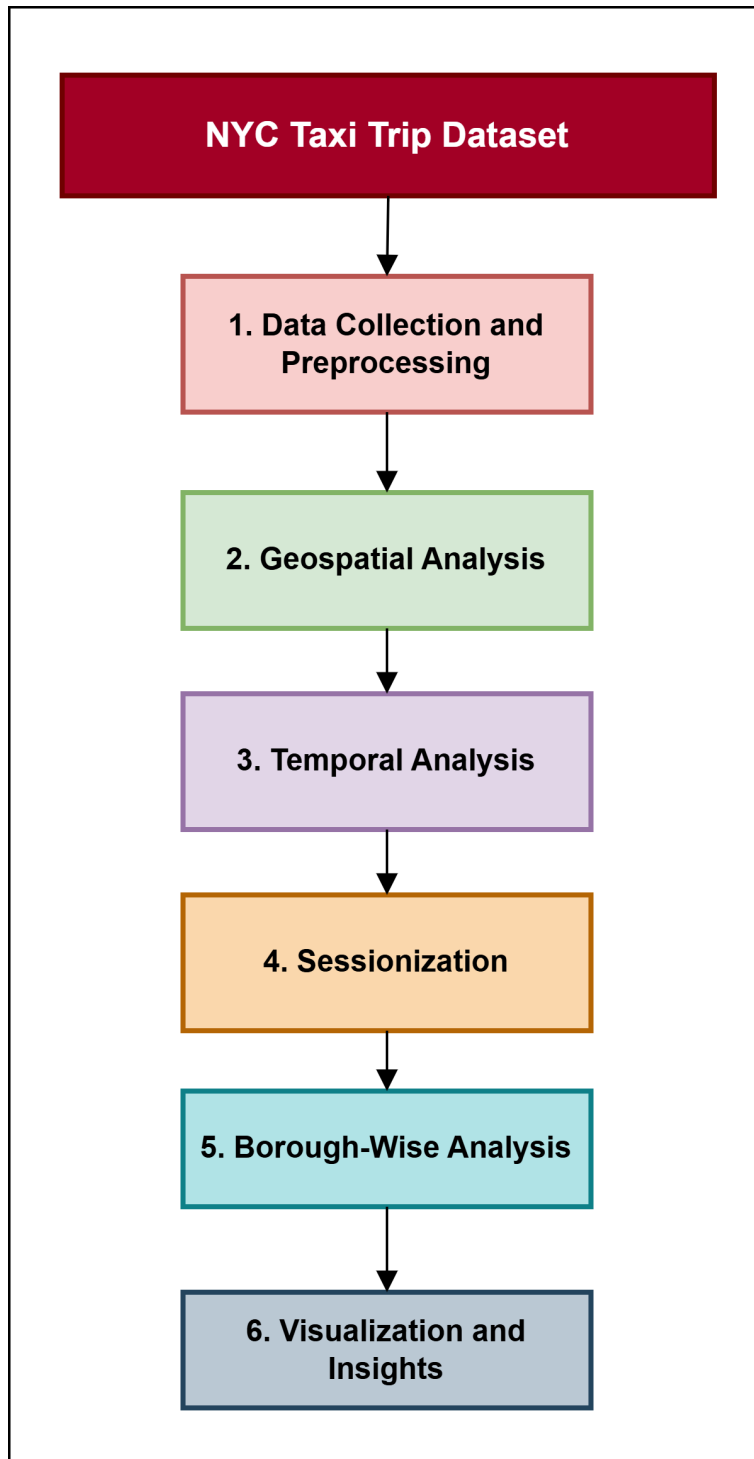 NYC Taxi Trip Dataset
1. Data Collection and
Preprocessing
2. Geospatial Analysis
3. Temporal Analysis
4. Sessionization
5. Borough-Wise Analysis
6. Visualization and
Insights